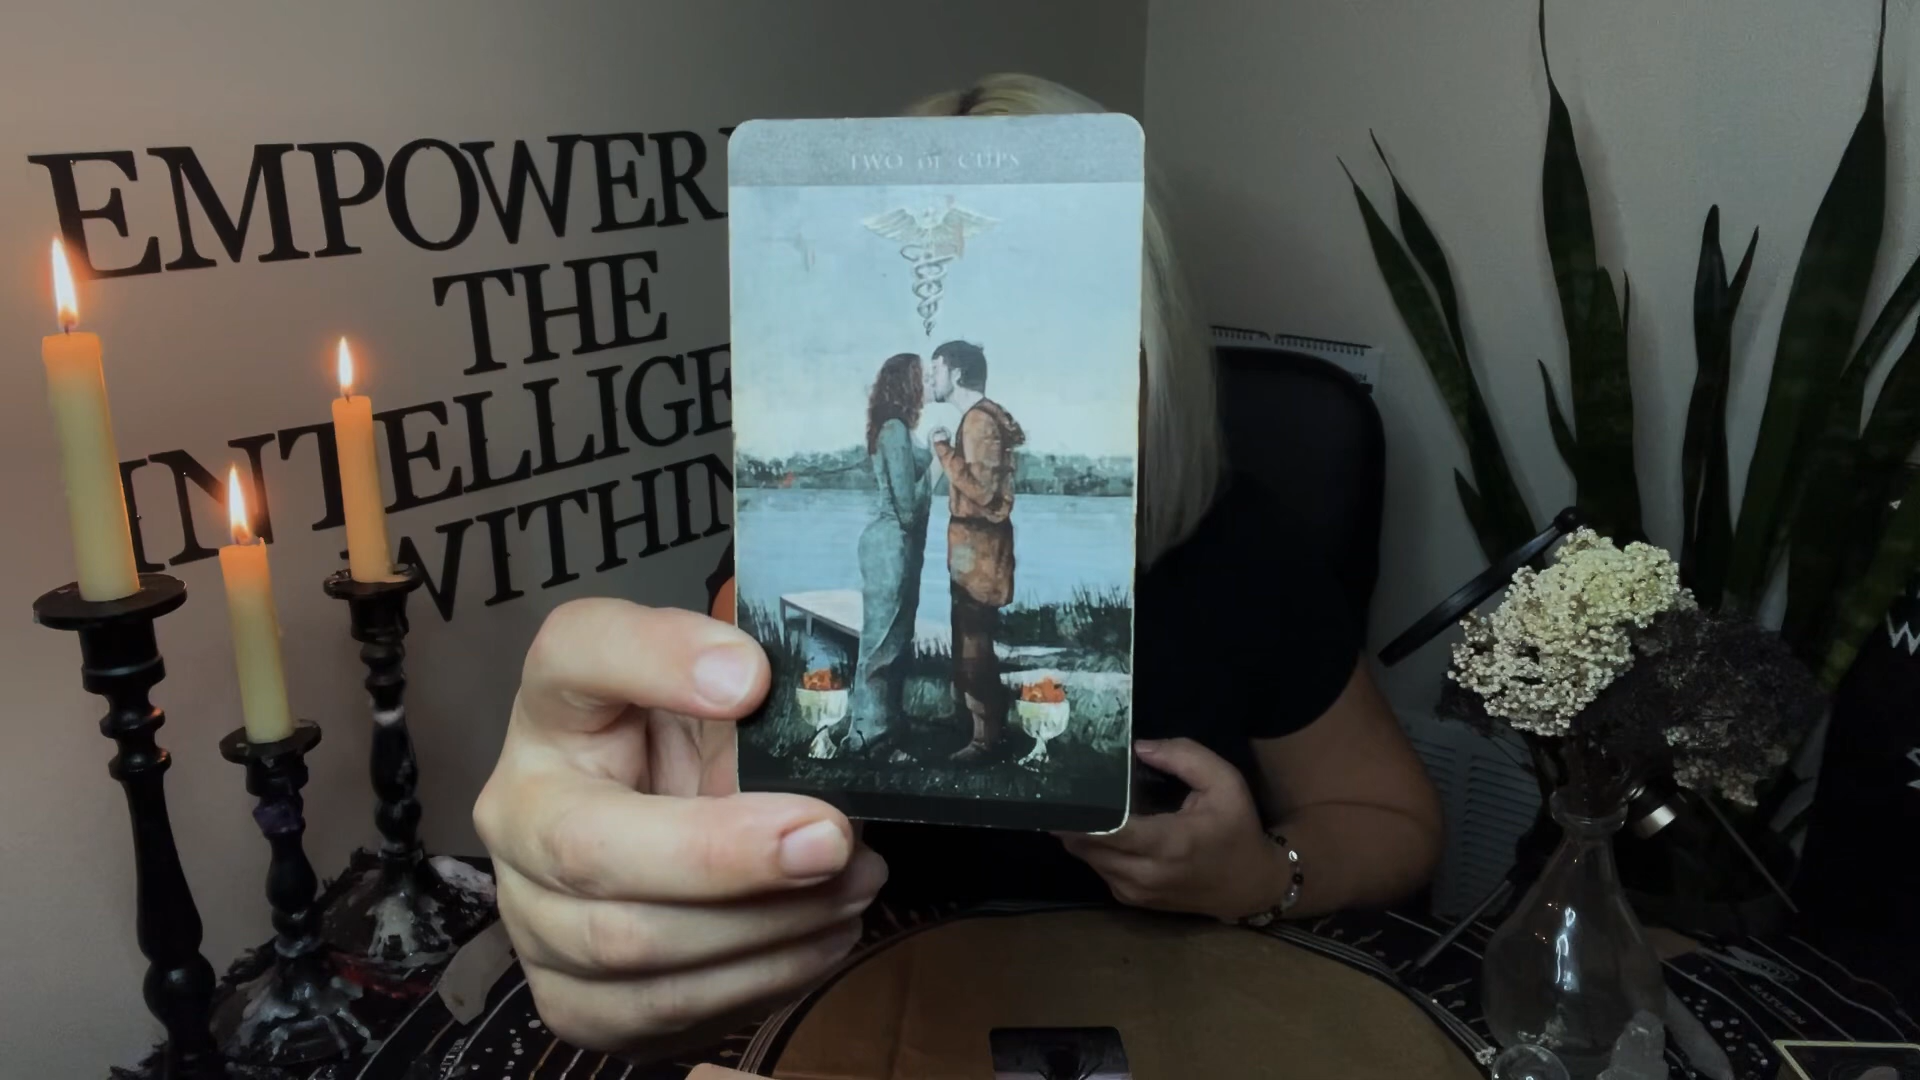 EMPOWER
THE
INTELLIGE
WITHIN
TWO OF CUPS